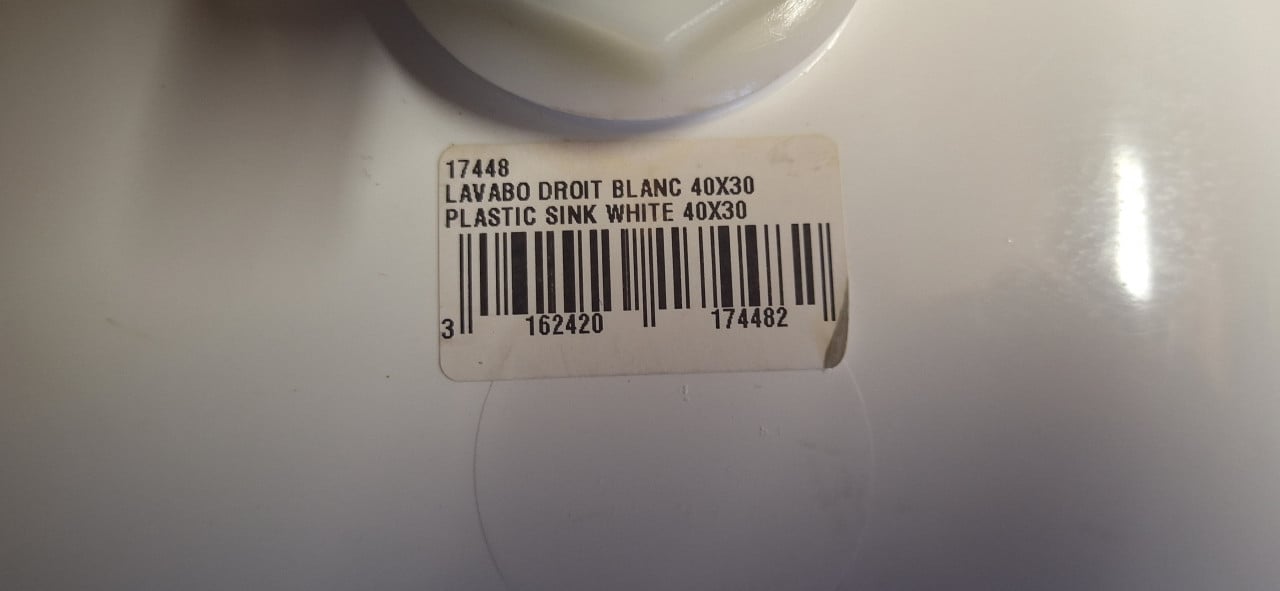 17448
LAVABO DROIT BLANC 40X30
PLASTIC SINK WHITE 40X30
3 162420 174482